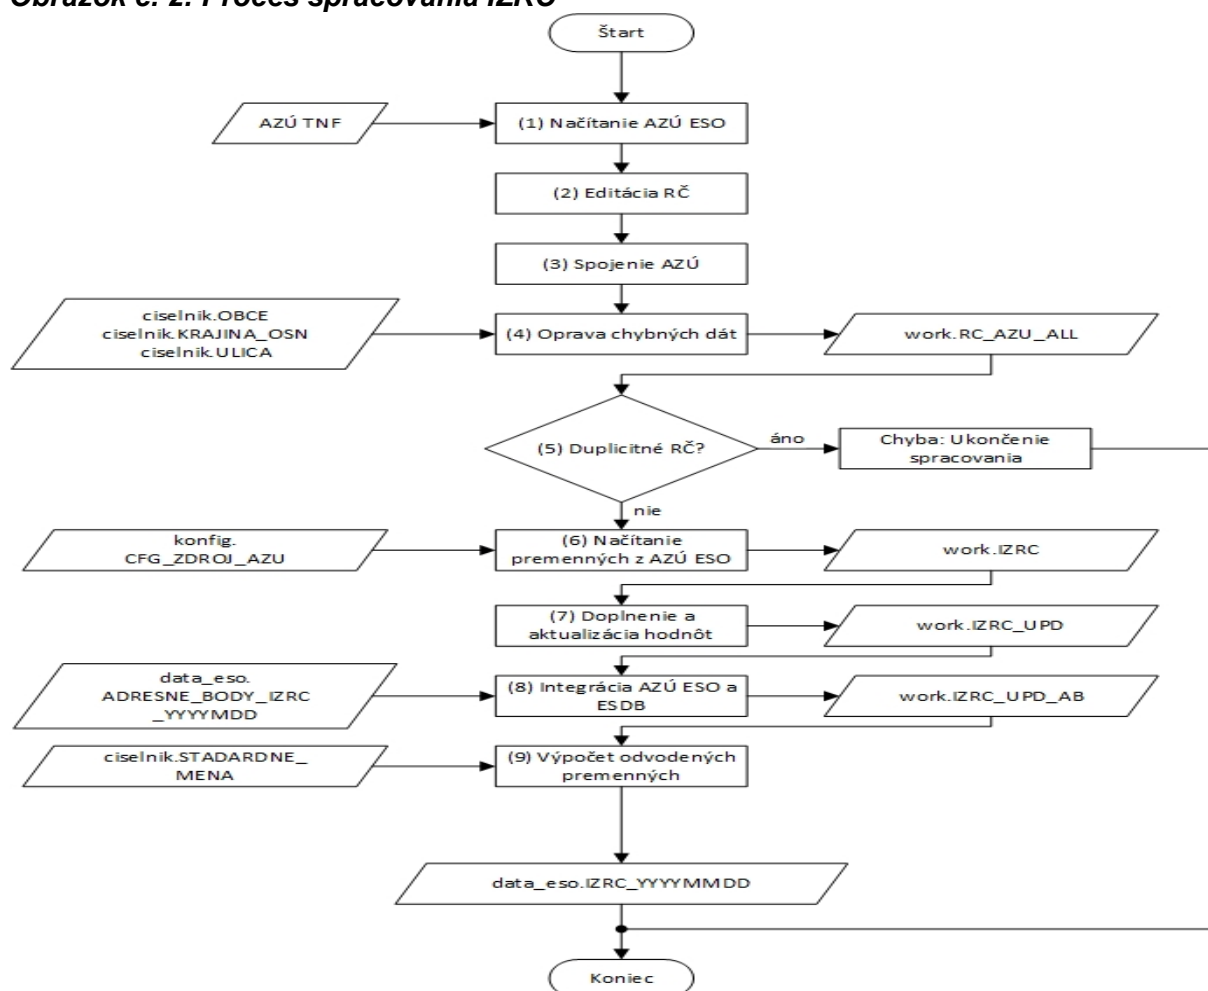 Obrázok č. 2: Proces spracovania IZRČ
Štart
AZÚ TNF
(1) Načítanie AZÚ ESO
(2) Editácia RČ
(3) Spojenie AZÚ
ciselnik.OBCE
ciselnik.KRAJINA_OSN
ciselnik.ULICA
(4) Oprava chybných dát
work.RC_AZU_ALL
(5) Duplicitné RČ?
áno
Chyba: Ukončenie
spracovania
nie
konfig.
CFG_ZDROJ_AZU
(6) Načítanie
premenných z AZÚ ESO
work.IZRC
(7) Doplnenie a
aktualizácia hodnôt
work.IZRC_UPD
data_eso.
ADRESNE_BODY_IZRC
_YYYYMDD
(8) Integrácia AZÚ ESO a
ESDB
work.IZRC_UPD_AB
ciselnik.STADARDNE_
MENA
(9) Výpočet odvodených
premenných
data_eso.IZRC_YYYYMMDD
Koniec